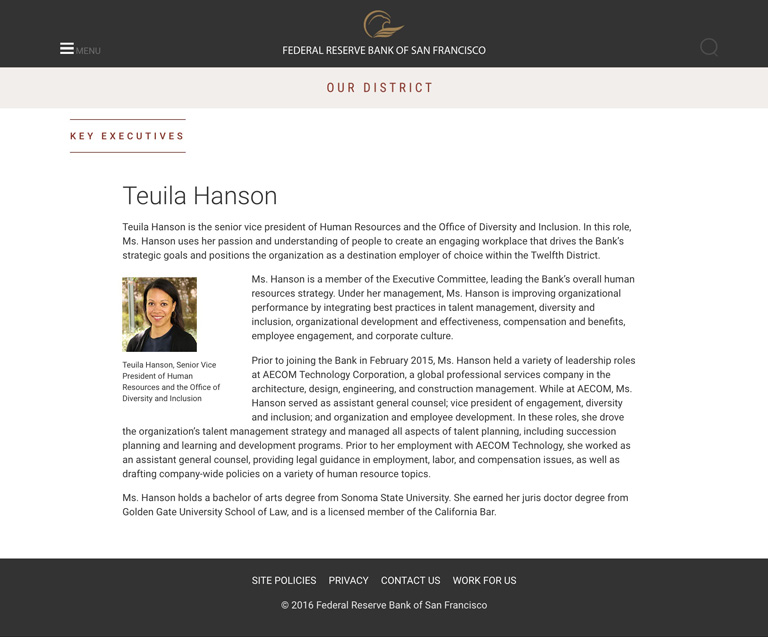 MENU
FEDERAL RESERVE BANK OF SAN FRANCISCO
OUR DISTRICT
KEY EXECUTIVES
Teuila Hanson
Teuila Hanson is the senior vice president of Human Resources and the Office of Diversity and Inclusion. In this role,
Ms. Hanson uses her passion and understanding of people to create an engaging workplace that drives the Bank's
strategic goals and positions the organization as a destination employer of choice within the Twelfth District.
Teuila Hanson, Senior Vice
President of Human
Resources and the Office of
Diversity and Inclusion
Ms. Hanson is a member of the Executive Committee, leading the Bank's overall human
resources strategy. Under her management, Ms. Hanson is improving organizational
performance by integrating best practices in talent management, diversity and
inclusion, organizational development and effectiveness, compensation and benefits,
employee engagement, and corporate culture.
Prior to joining the Bank in February 2015, Ms. Hanson held a variety of leadership roles
at AECOM Technology Corporation, a global professional services company in the
architecture, design, engineering, and construction management. While at AECOM, Ms.
Hanson served as assistant general counsel; vice president of engagement, diversity
and inclusion; and organization and employee development. In these roles, she drove
the organization's talent management strategy and managed all aspects of talent planning, including succession
planning and learning and development programs. Prior to her employment with AECOM Technology, she worked as
an assistant general counsel, providing legal guidance in employment, labor, and compensation issues, as well as
drafting company-wide policies on a variety of human resource topics.
Ms. Hanson holds a bachelor of arts degree from Sonoma State University. She earned her juris doctor degree from
Golden Gate University School of Law, and is a licensed member of the California Bar.
SITE POLICIES PRIVACY CONTACT US WORK FOR US
© 2016 Federal Reserve Bank of San Francisco